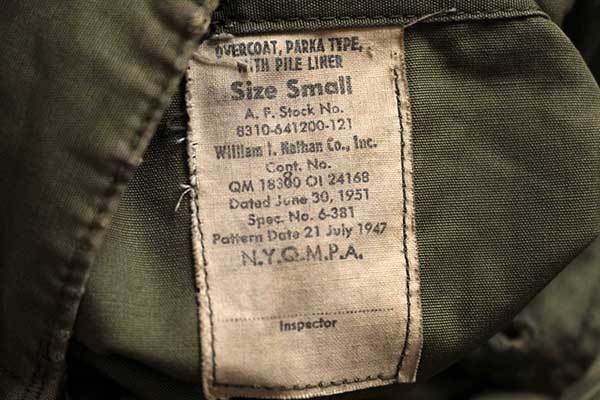 OVERCOAT, PARKA TYPE,
WITH PILE LINER
Size Small
A. F. Stock No.
8310-641200-121
William I. Nathan Co., Inc.
Cont. No.
QM 18300 OI 24168
Dated June 30, 1951
Spec. No. 6-381
Pattern Date 21 July 1947
N.Y.Q.M.P.A.
Inspector